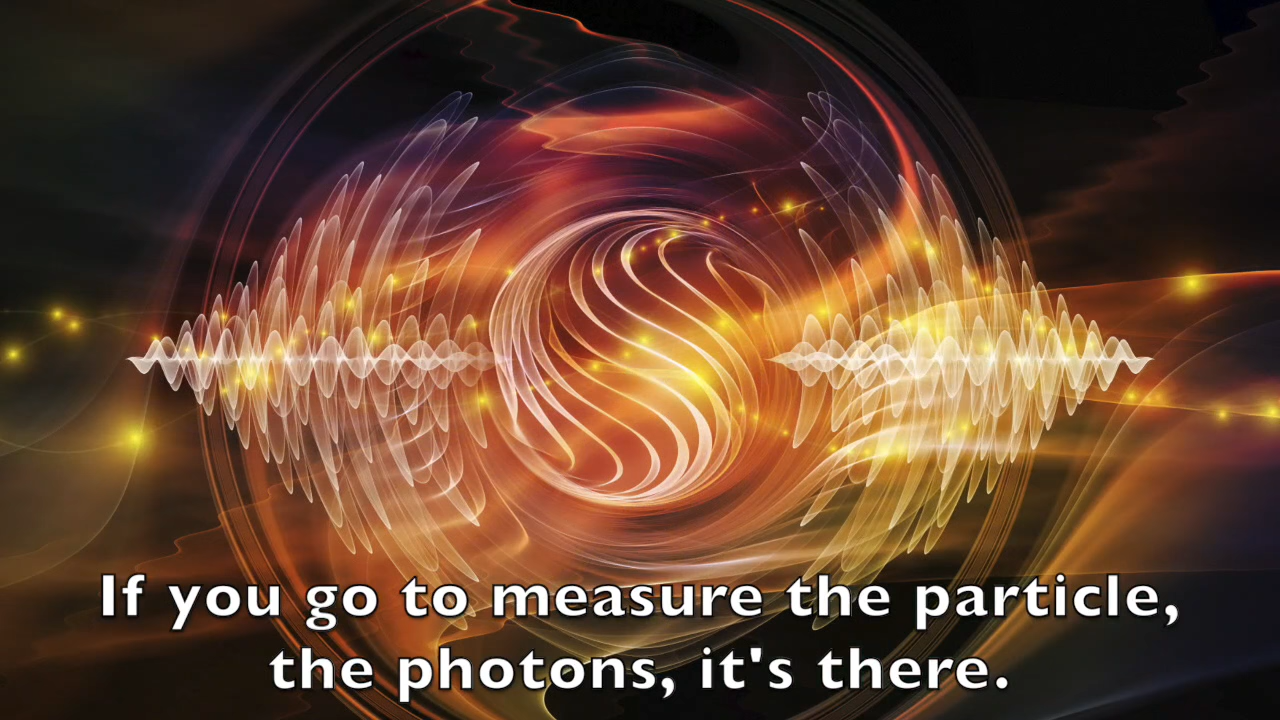 If you go to measure the particle,
the photons, it's there.